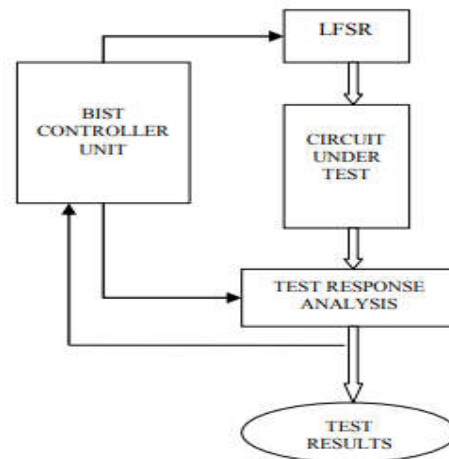 LFSR
BIST
CONTROLLER
UNIT
CIRCUIT
UNDER
TEST
TEST RESPONSE
ANALYSIS
TEST
RESULTS